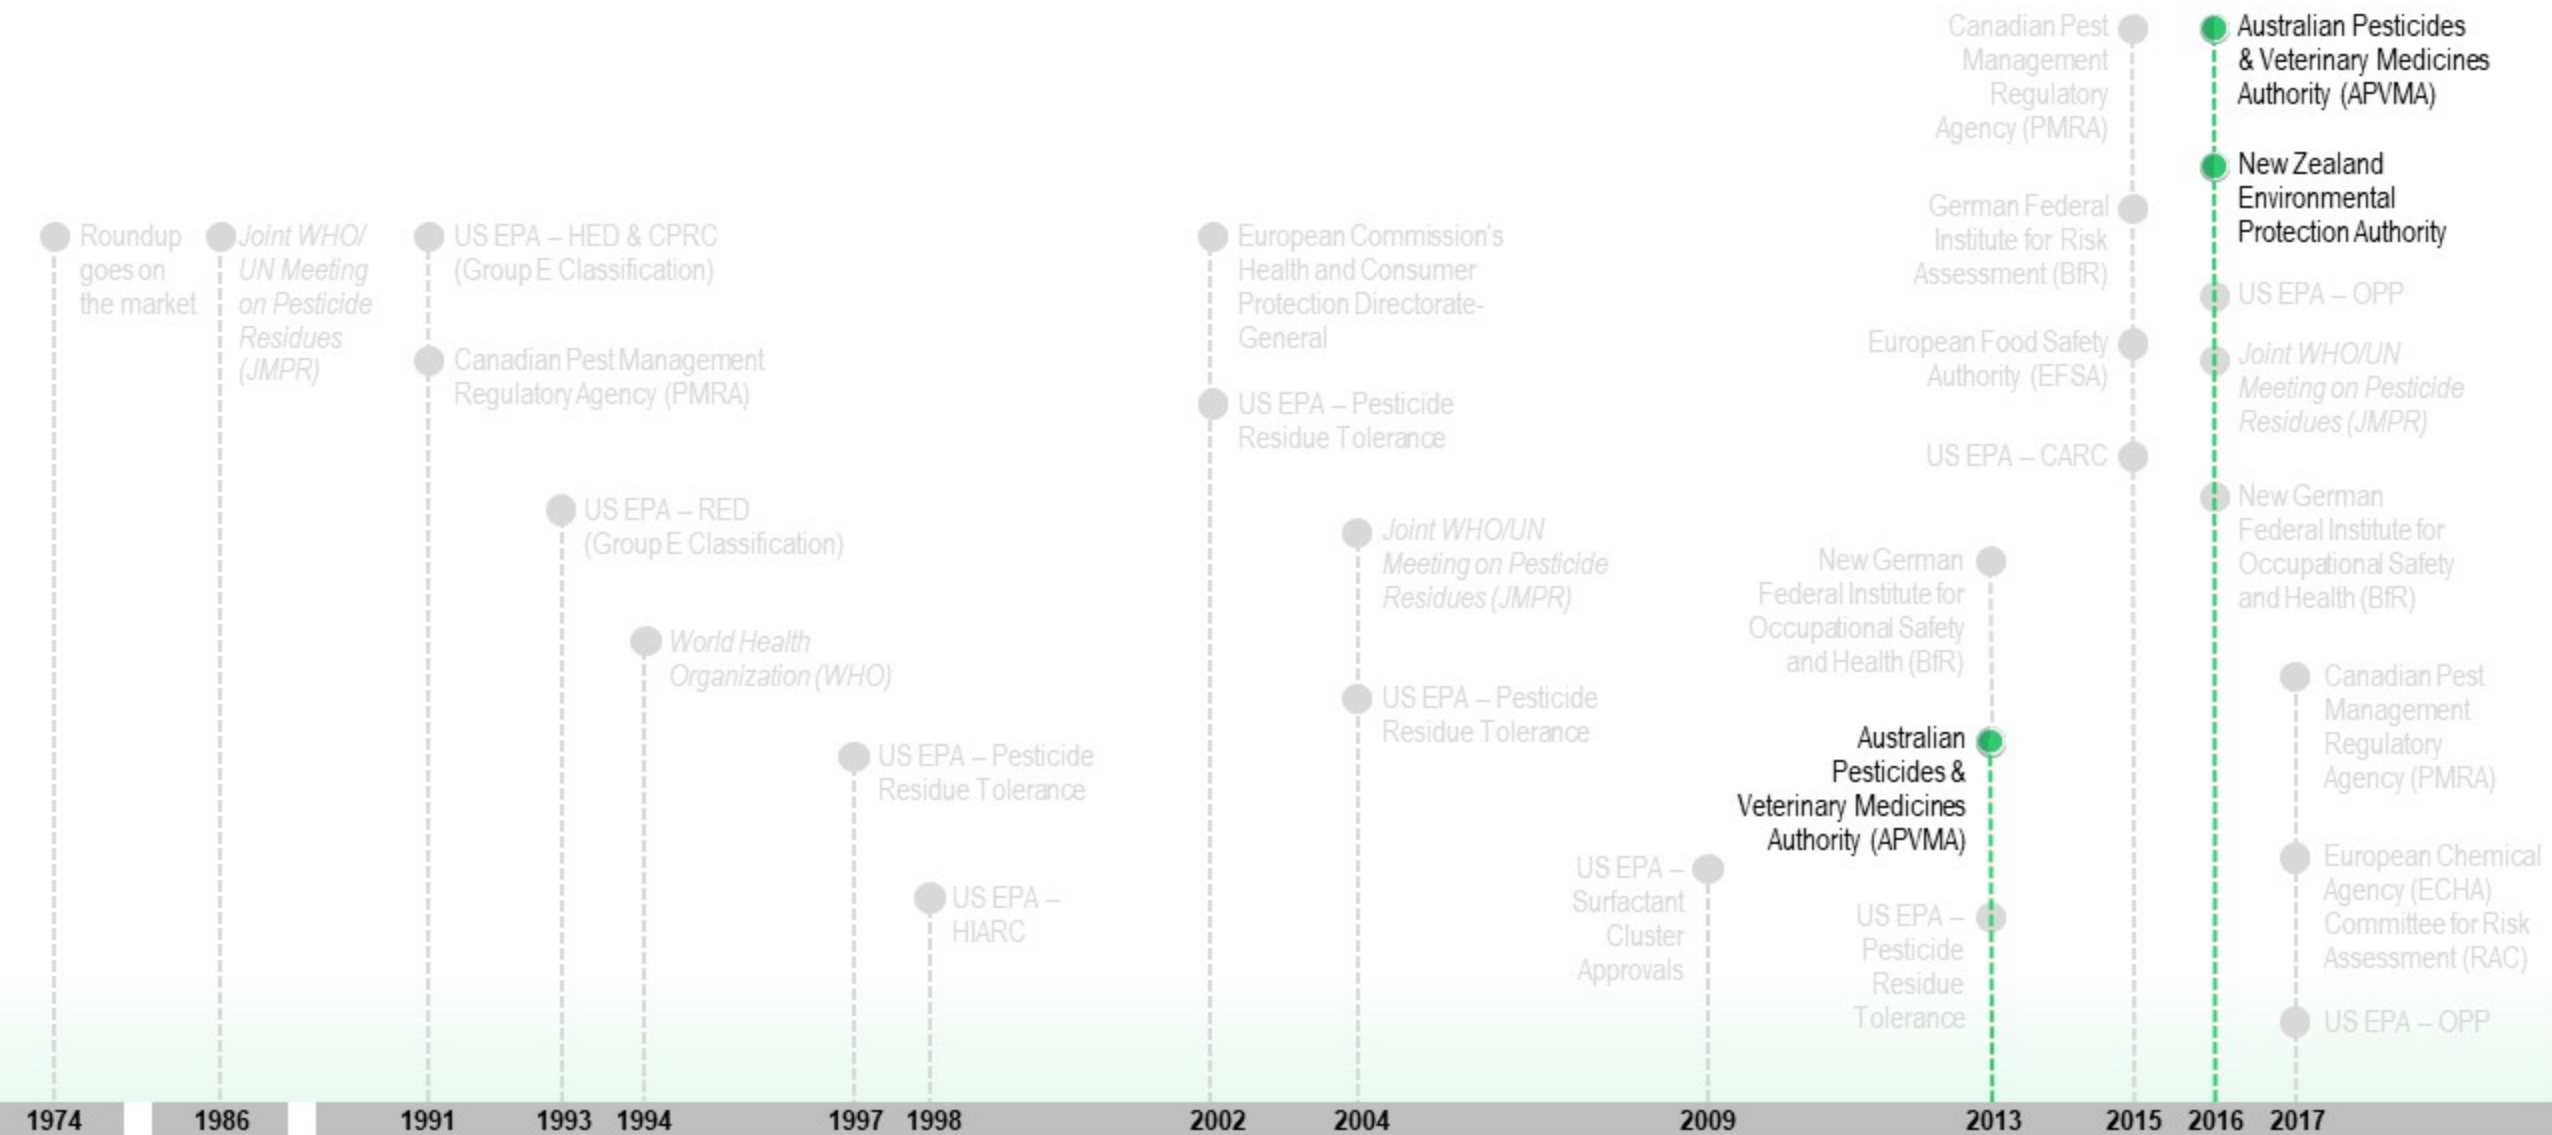 Roundup
goes on
the market
Joint WHO/
UN Meeting
on Pesticide
Residues
(JMPR)
US EPA – HED & CPRC
(Group E Classification)
Canadian Pest Management
Regulatory Agency (PMRA)
US EPA – RED
(Group E Classification)
World Health
Organization (WHO)
US EPA – Pesticide
Residue Tolerance
US EPA –
HIARC
European Commission's
Health and Consumer
Protection Directorate-
General
US EPA – Pesticide
Residue Tolerance
Joint WHO/UN
Meeting on Pesticide
Residues (JMPR)
US EPA – Pesticide
Residue Tolerance
US EPA –
Surfactant
Cluster
Approvals
New German
Federal Institute for
Occupational Safety
and Health (BfR)
Australian
Pesticides &
Veterinary Medicines
Authority (APVMA)
US EPA –
Pesticide
Residue
Tolerance
Canadian Pest
Management
Regulatory
Agency (PMRA)
German Federal
Institute for Risk
Assessment (BfR)
European Food Safety
Authority (EFSA)
US EPA – CARC
Australian Pesticides
& Veterinary Medicines
Authority (APVMA)
New Zealand
Environmental
Protection Authority
US EPA – OPP
Joint WHO/UN
Meeting on Pesticide
Residues (JMPR)
New German
Federal Institute for
Occupational Safety
and Health (BfR)
Canadian Pest
Management
Regulatory
Agency (PMRA)
European Chemical
Agency (ECHA)
Committee for Risk
Assessment (RAC)
US EPA – OPP
1974 1986 1991 1993 1994 1997 1998 2002 2004 2009 2013 2015 2016 2017